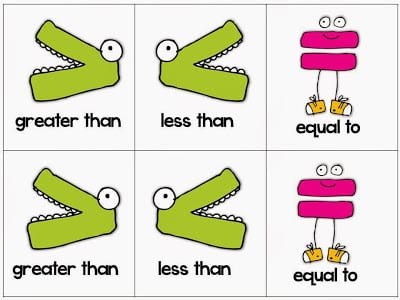 greater than
less than
equal to
greater than
less than
equal to